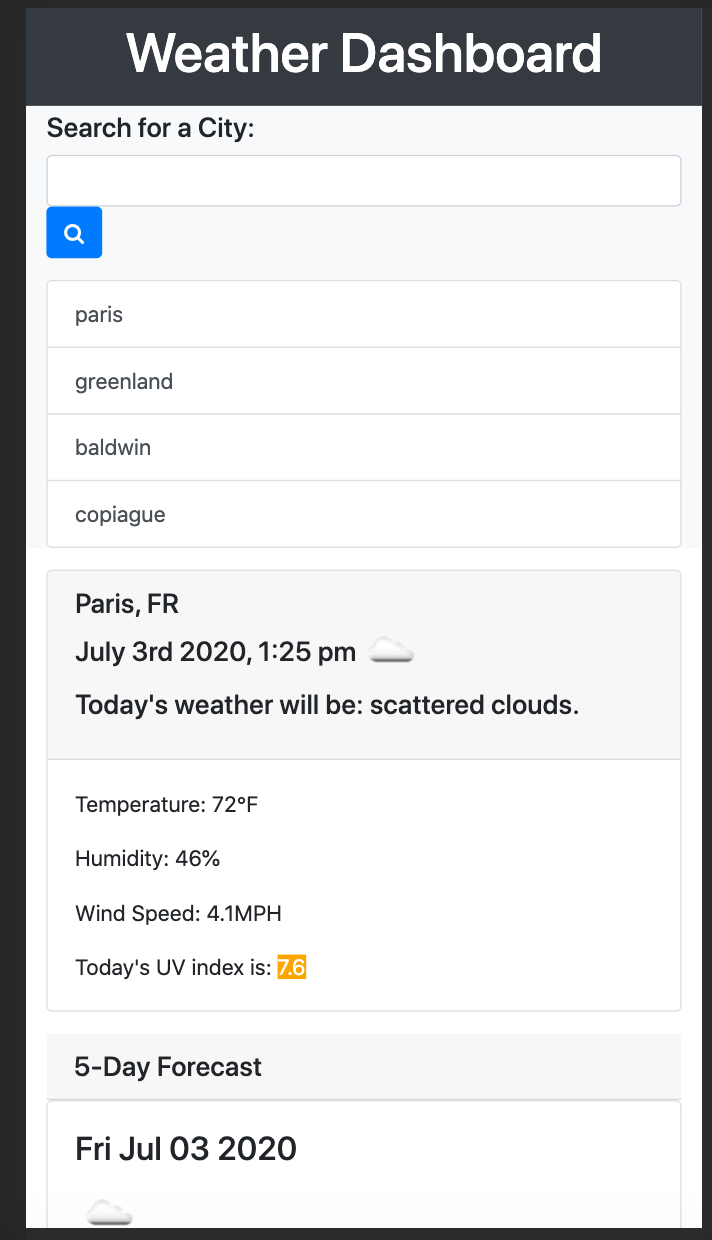 Weather Dashboard
Search for a City:
paris
greenland
baldwin
copiague
Paris, FR
July 3rd 2020, 1:25 pm
Today's weather will be: scattered clouds.
Temperature: 72°F
Humidity: 46%
Wind Speed: 4.1MPH
Today's UV index is: 7.6
5-Day Forecast
Fri Jul 03 2020